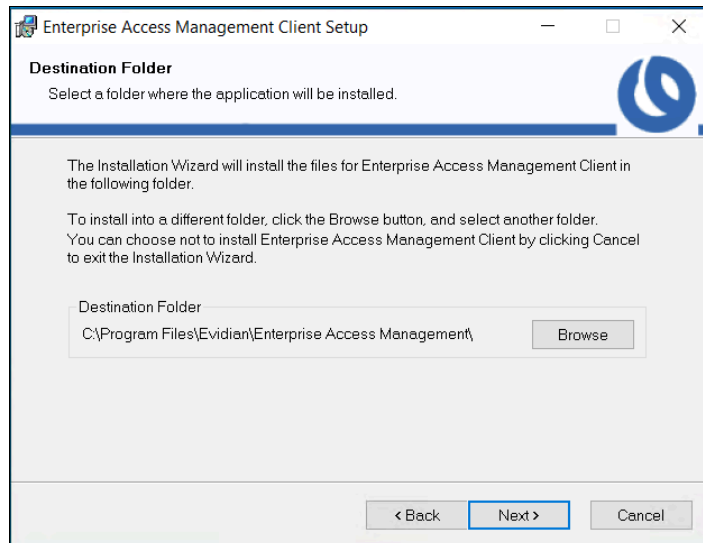 Enterprise Access Management Client Setup
Destination Folder
Select a folder where the application will be installed.
The Installation Wizard will install the files for Enterprise Access Management Client in
the following folder.
To install into a different folder, click the Browse button, and select another folder.
You can choose not to install Enterprise Access Management Client by clicking Cancel
to exit the Installation Wizard.
Destination Folder
C:\Program Files\Evidian\Enterprise Access Management\
Browse
< Back
Next >
Cancel